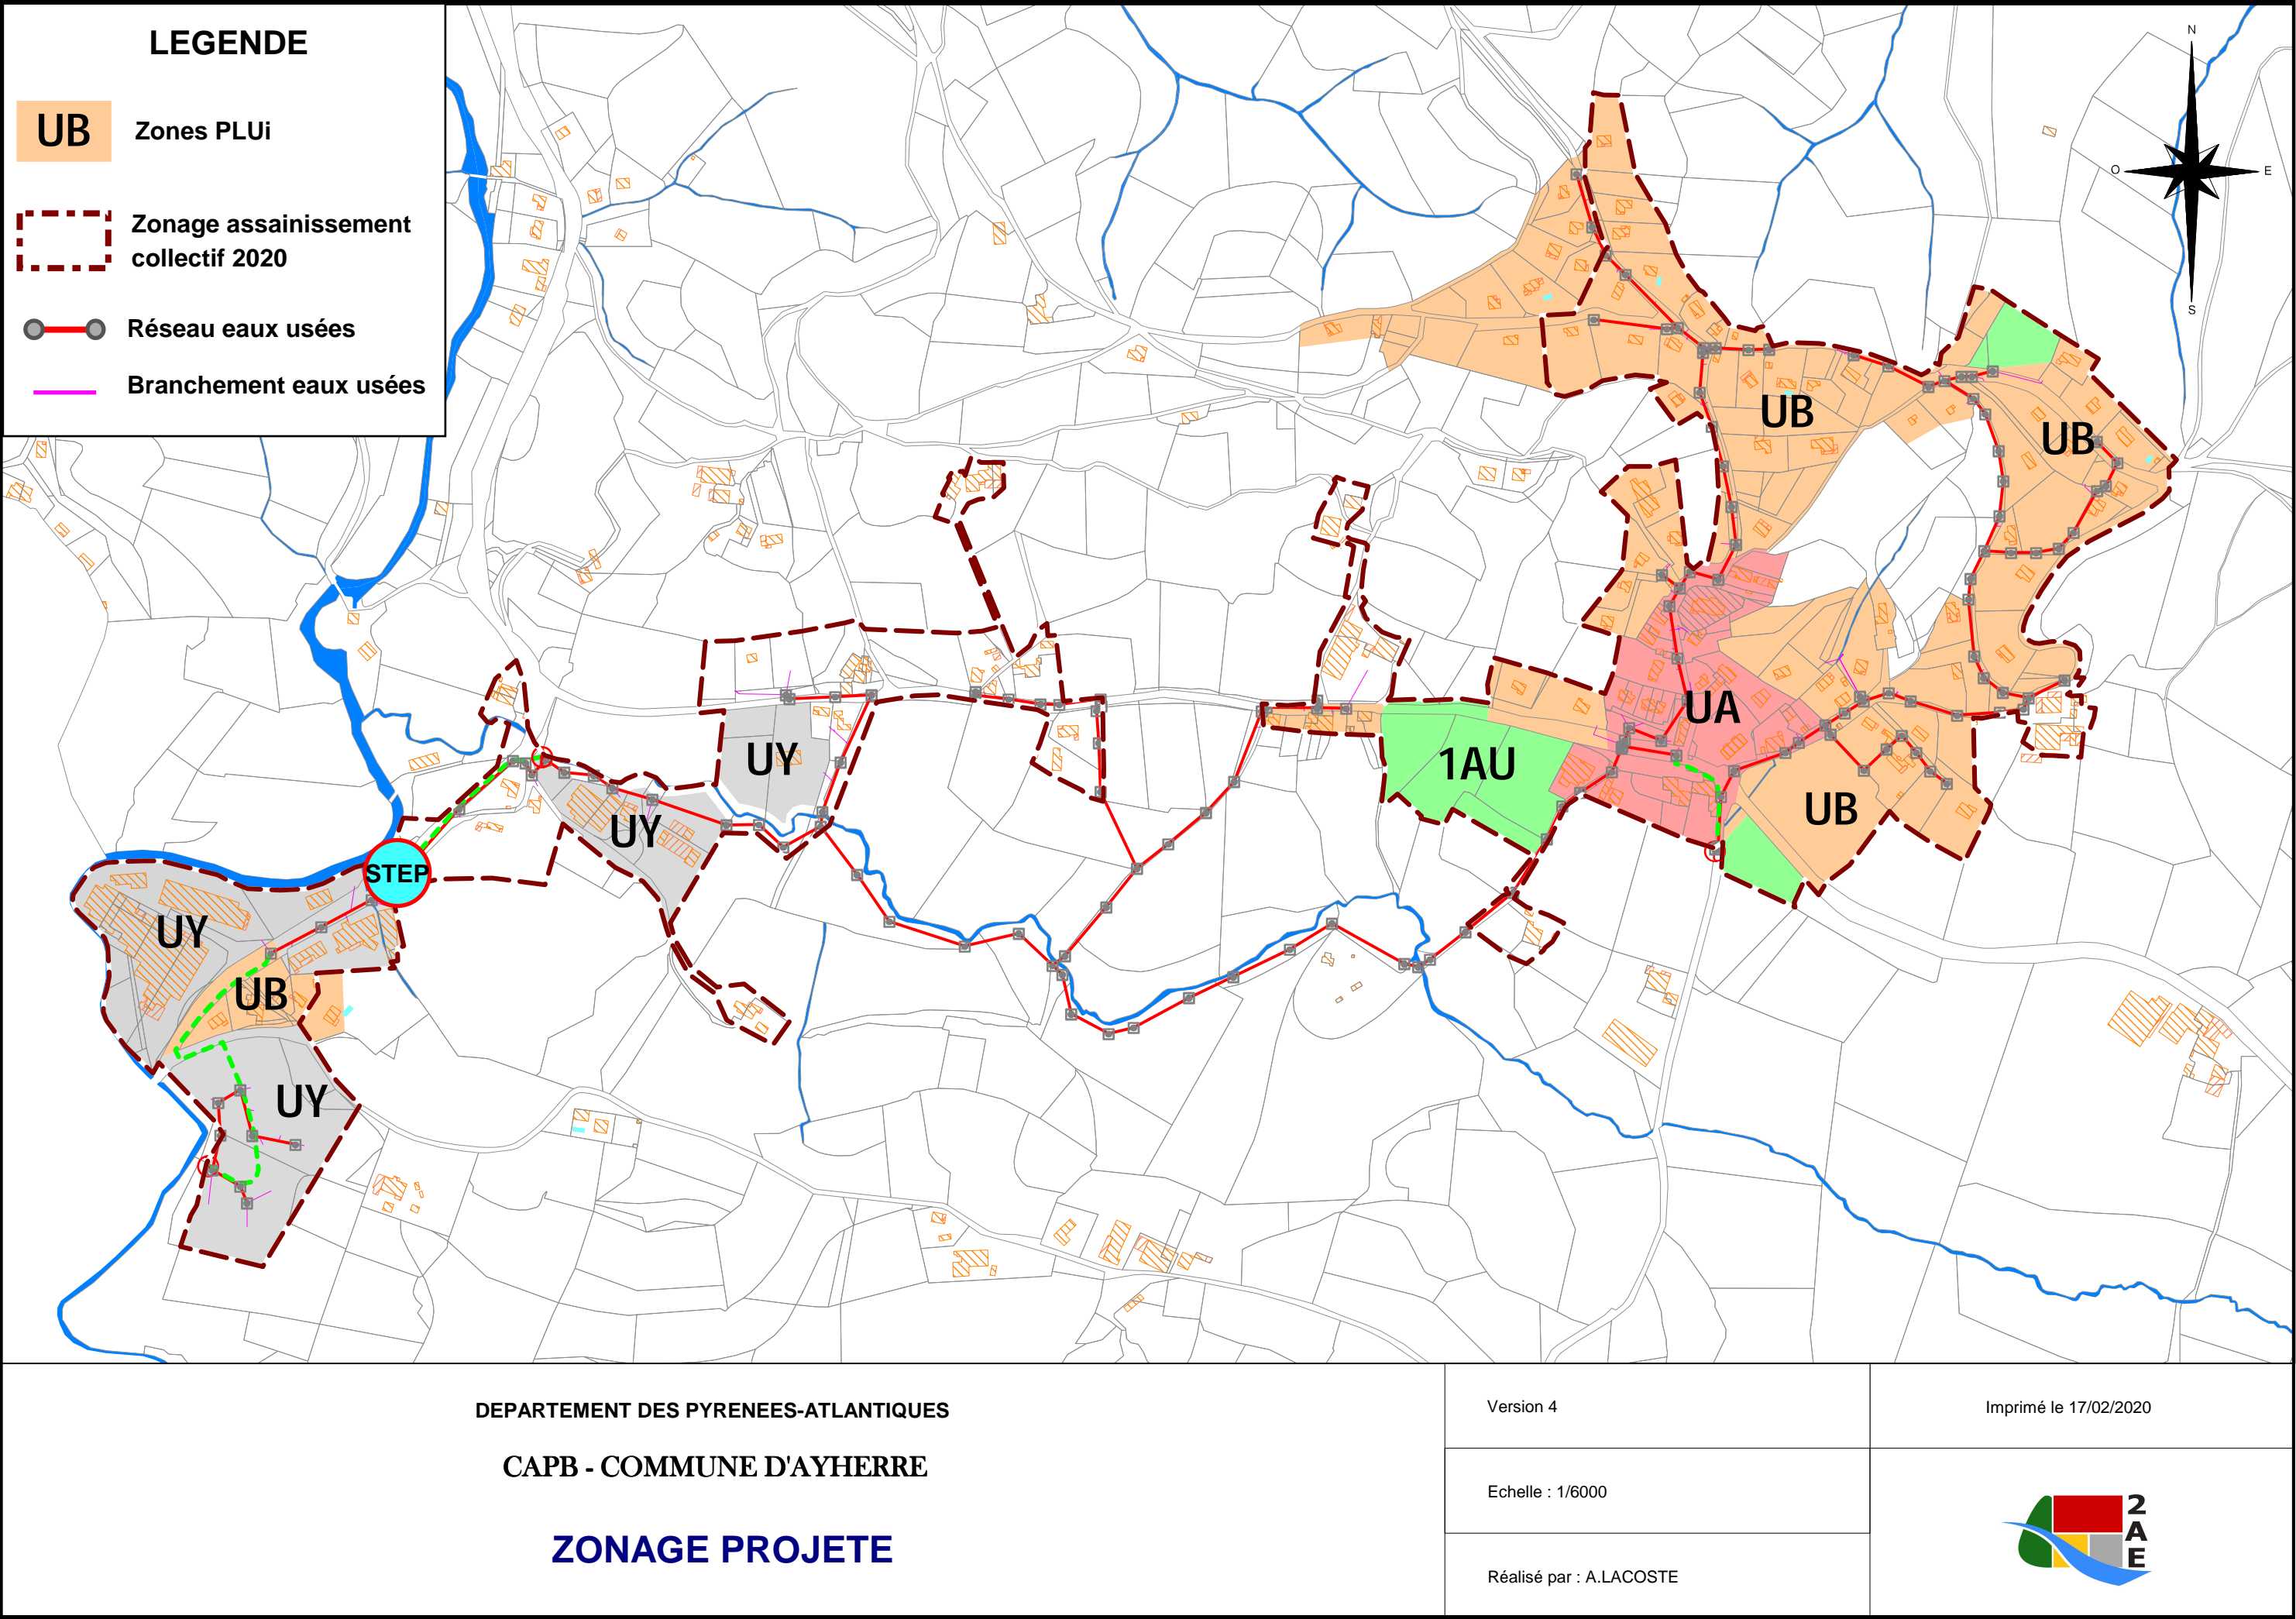 LEGENDE
UB
Zones PLUi
Zonage assainissement
collectif 2020
Réseau eaux usées
Branchement eaux usées
N
O
E
S
UB
UB
UA
1AU
UB
UY
UY
STEP
UY
UB
UY
DEPARTEMENT DES PYRENEES-ATLANTIQUES
CAPB - COMMUNE D'AYHERRE
ZONAGE PROJETE
Version 4
Imprimé le 17/02/2020
Echelle : 1/6000
Réalisé par : A.LACOSTE
2
A
E